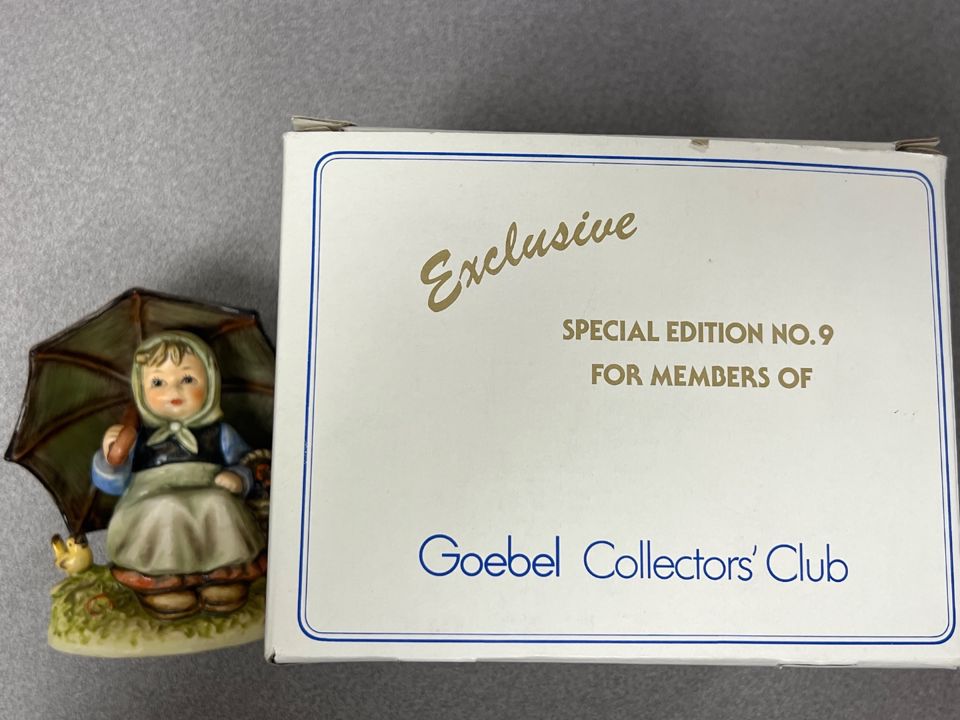 Exclusive
SPECIAL EDITION NO. 9
FOR MEMBERS OF
Goebel Collectors' Club